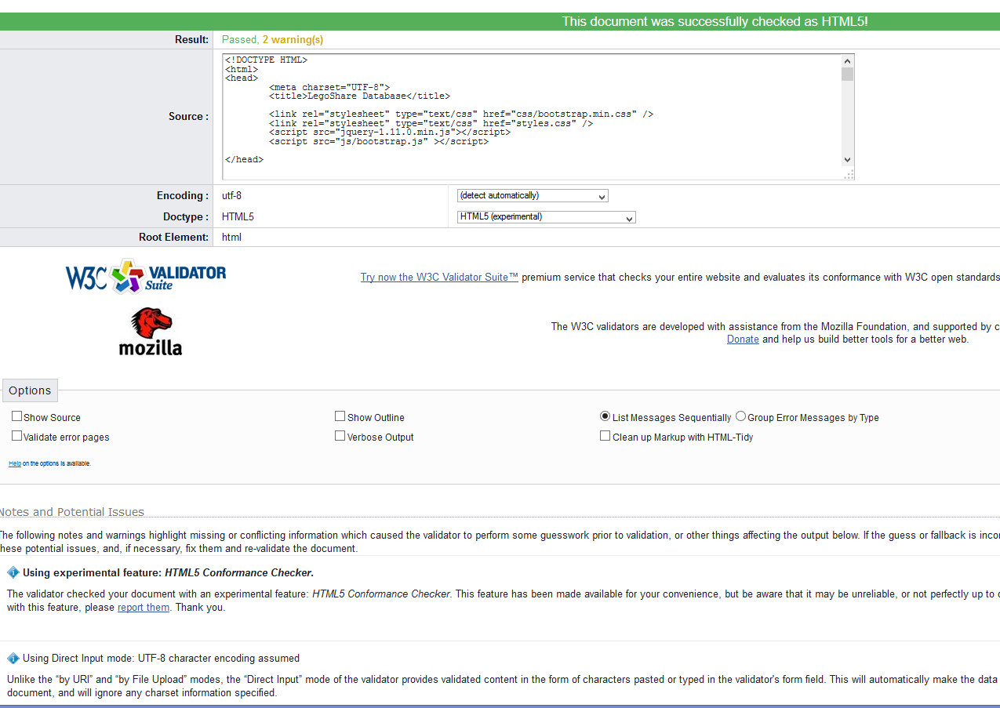 This document was successfully checked as HTML5!
Result: Passed, 2 warning(s)
Source :
<!DOCTYPE HTML>
<html>
<head>
<meta charset="UTF-8">
<title>LegoShare Database</title>
<link rel="stylesheet" type="text/css" href="css/bootstrap.min.css" />
<link rel="stylesheet" type="text/css" href="styles.css" />
<script src="jquery-1.11.0.min.js"></script>
<script src="js/bootstrap.js" ></script>
</head>
Encoding : utf-8 (detect automatically)
Doctype : HTML5 HTML5 (experimental)
Root Element: html
W3C VALIDATOR Suite
Try now the W3C Validator Suite™ premium service that checks your entire website and evaluates its conformance with W3C open standards
mozilla
The W3C validators are developed with assistance from the Mozilla Foundation, and supported by c
Donate and help us build better tools for a better web.
Options
Show Source Show Outline List Messages Sequentially Group Error Messages by Type
Validate error pages Verbose Output Clean up Markup with HTML-Tidy
Help on the options is available.
Notes and Potential Issues
The following notes and warnings highlight missing or conflicting information which caused the validator to perform some guesswork prior to validation, or other things affecting the output below. If the guess or fallback is incor
hese potential issues, and, if necessary, fix them and re-validate the document.
Using experimental feature: HTML5 Conformance Checker.
The validator checked your document with an experimental feature: HTML5 Conformance Checker. This feature has been made available for your convenience, but be aware that it may be unreliable, or not perfectly up to d
with this feature, please report them. Thank you.
Using Direct Input mode: UTF-8 character encoding assumed
Unlike the “by URI” and “by File Upload” modes, the “Direct Input” mode of the validator provides validated content in the form of characters pasted or typed in the validator's form field. This will automatically make the data
document, and will ignore any charset information specified.